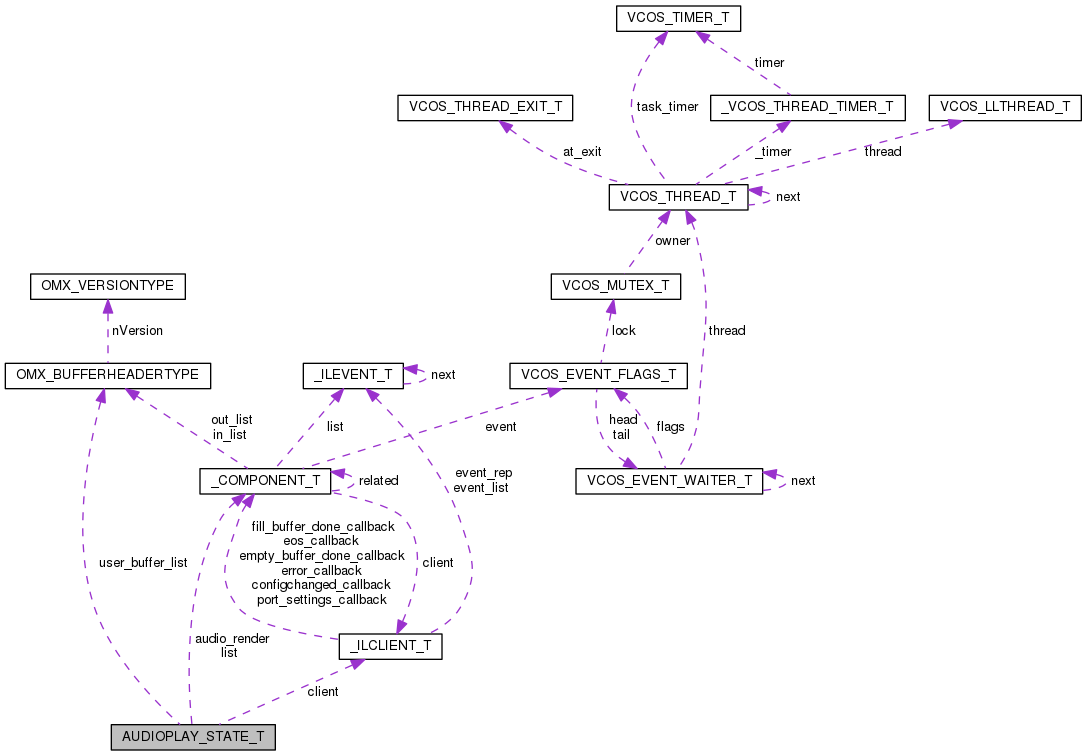 VCOS_TIMER_T
timer
VCOS_THREAD_EXIT_T
task_timer
_VCOS_THREAD_TIMER_T
VCOS_LLTHREAD_T
at_exit
_timer
thread
VCOS_THREAD_T
next
owner
OMX_VERSIONTYPE
VCOS_MUTEX_T
nVersion
lock
thread
OMX_BUFFERHEADERTYPE
_ILEVENT_T
next
VCOS_EVENT_FLAGS_T
out_list
in_list
list
event
head
tail
flags
_COMPONENT_T
related
event_rep
event_list
VCOS_EVENT_WAITER_T
next
user_buffer_list
fill_buffer_done_callback
eos_callback
empty_buffer_done_callback
error_callback
configchanged_callback
port_settings_callback
client
audio_render
list
_ILCLIENT_T
client
AUDIOPLAY_STATE_T